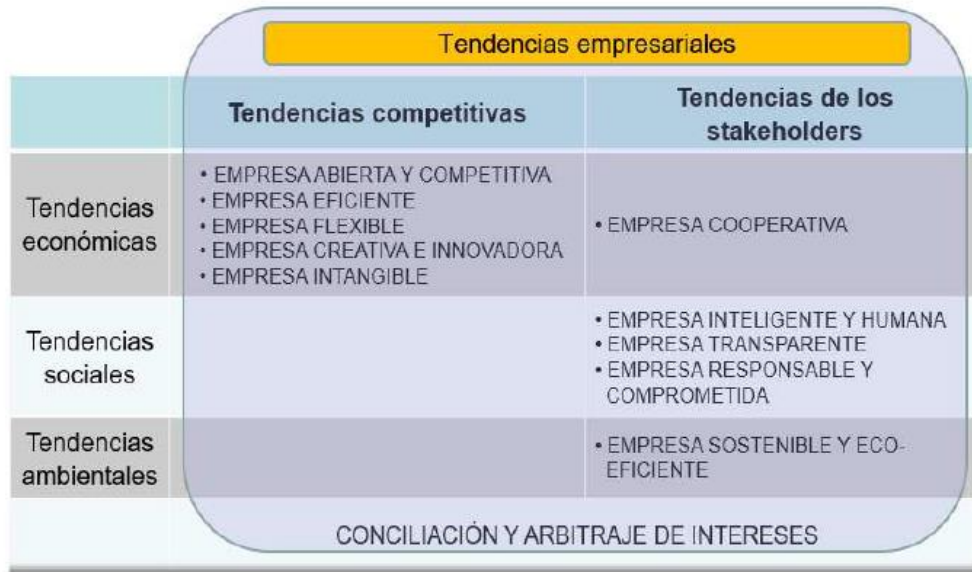 Tendencias empresariales
Tendencias competitivas
Tendencias de los
stakeholders
Tendencias
económicas
• EMPRESA ABIERTA Y COMPETITIVA
• EMPRESA EFICIENTE
• EMPRESA FLEXIBLE
• EMPRESA CREATIVA E INNOVADORA
• EMPRESA INTANGIBLE
• EMPRESA COOPERATIVA
Tendencias
sociales
• EMPRESA INTELIGENTE Y HUMANA
• EMPRESA TRANSPARENTE
• EMPRESA RESPONSABLE Y
COMPROMETIDA
Tendencias
ambientales
• EMPRESA SOSTENIBLE Y ECO-
EFICIENTE
CONCILIACIÓN Y ARBITRAJE DE INTERESES